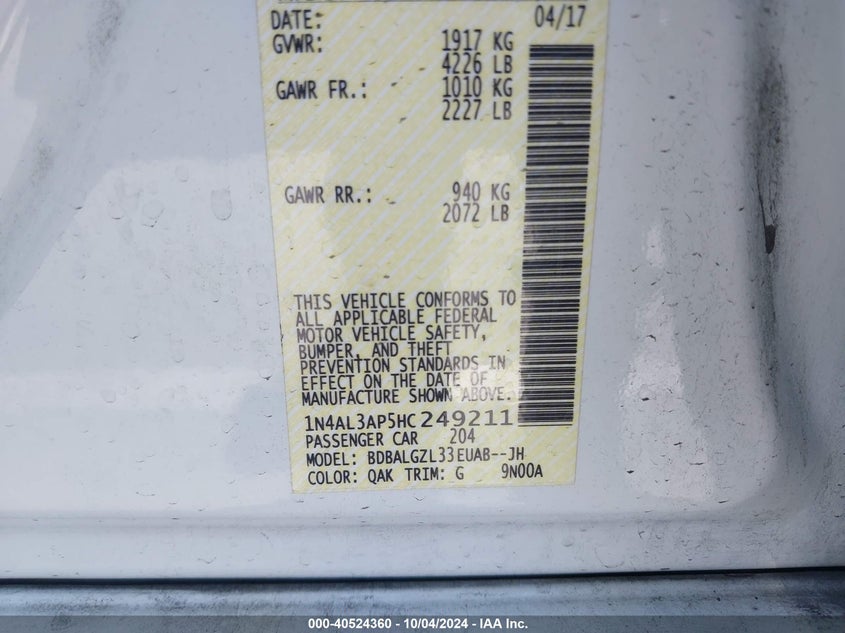 DATE: 04/17
GVWR: 1917 KG
4226 LB
GAWR FR.: 1010 KG
2227 LB
GAWR RR.: 940 KG
2072 LB
THIS VEHICLE CONFORMS TO
ALL APPLICABLE FEDERAL
MOTOR VEHICLE SAFETY,
BUMPER, AND THEFT
PREVENTION STANDARDS IN
EFFECT ON THE DATE OF
MANUFACTURE SHOWN ABOVE.
1N4AL3AP5HC249211
PASSENGER CAR 204
MODEL: BDBALGZL33EUAB--JH
COLOR: QAK TRIM: G 9N00A
000-40524360 - 10/04/2024 - IAA Inc.